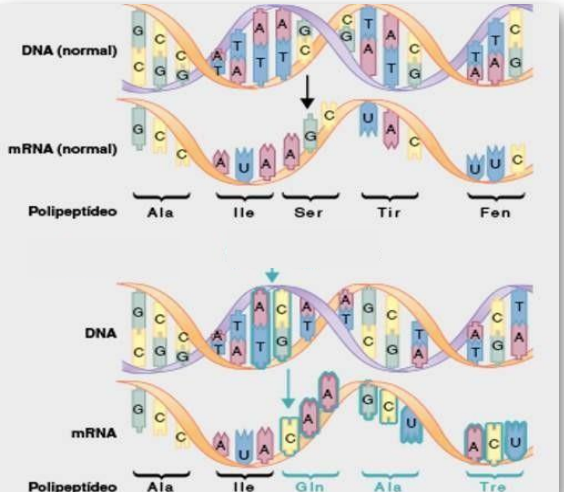 G C C A T A A G C T A C T T C
DNA (normal)
C G G T A T T C G A T G A A G
mRNA (normal)
G C C A U A A G C U A C U U C
Polipeptídeo Ala Ile Ser Tir Fen
G C C A T A C A A G C T A C T
DNA
C G G T A T G T T C G A T G A
mRNA
G C C A U A C A A G C U A C U
Polipeptídeo Ala Ile Gln Ala Tre